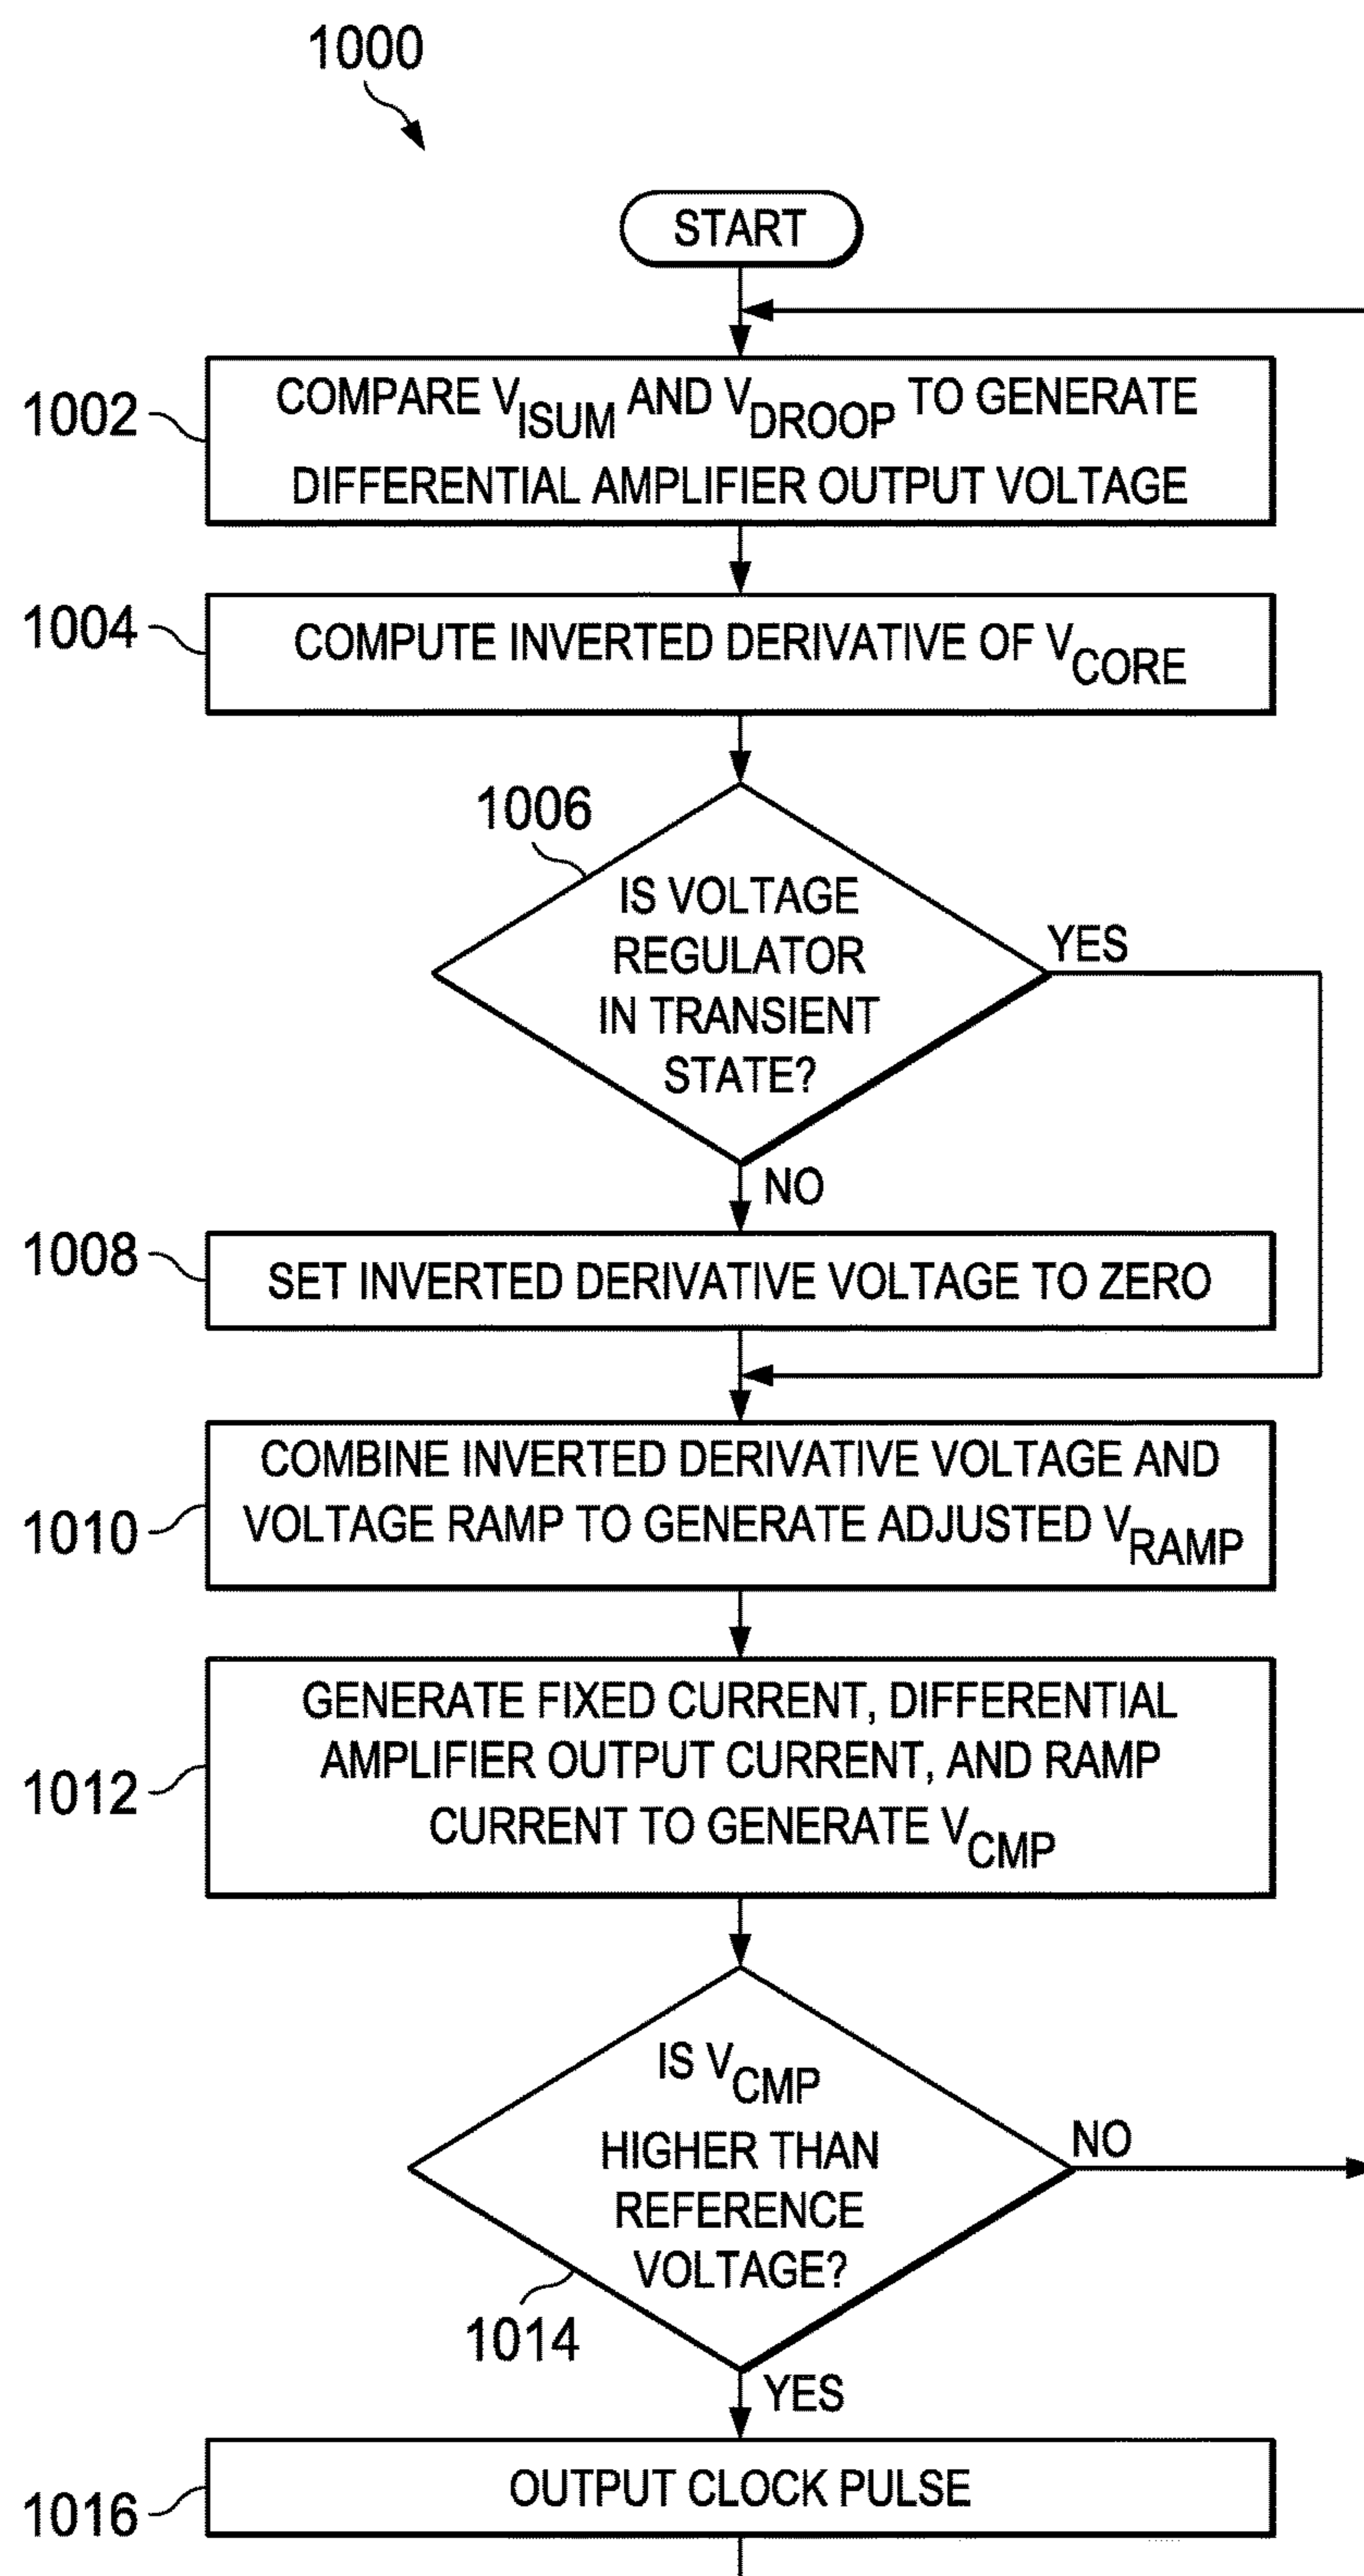 1000
START
1002
COMPARE VISUM AND VDROOP TO GENERATE
DIFFERENTIAL AMPLIFIER OUTPUT VOLTAGE
1004
COMPUTE INVERTED DERIVATIVE OF VCORE
1006
IS VOLTAGE
REGULATOR
IN TRANSIENT
STATE?
YES
NO
1008
SET INVERTED DERIVATIVE VOLTAGE TO ZERO
1010
COMBINE INVERTED DERIVATIVE VOLTAGE AND
VOLTAGE RAMP TO GENERATE ADJUSTED VRAMP
1012
GENERATE FIXED CURRENT, DIFFERENTIAL
AMPLIFIER OUTPUT CURRENT, AND RAMP
CURRENT TO GENERATE VCMP
IS VCMP
HIGHER THAN
REFERENCE
VOLTAGE?
NO
1014
YES
1016
OUTPUT CLOCK PULSE